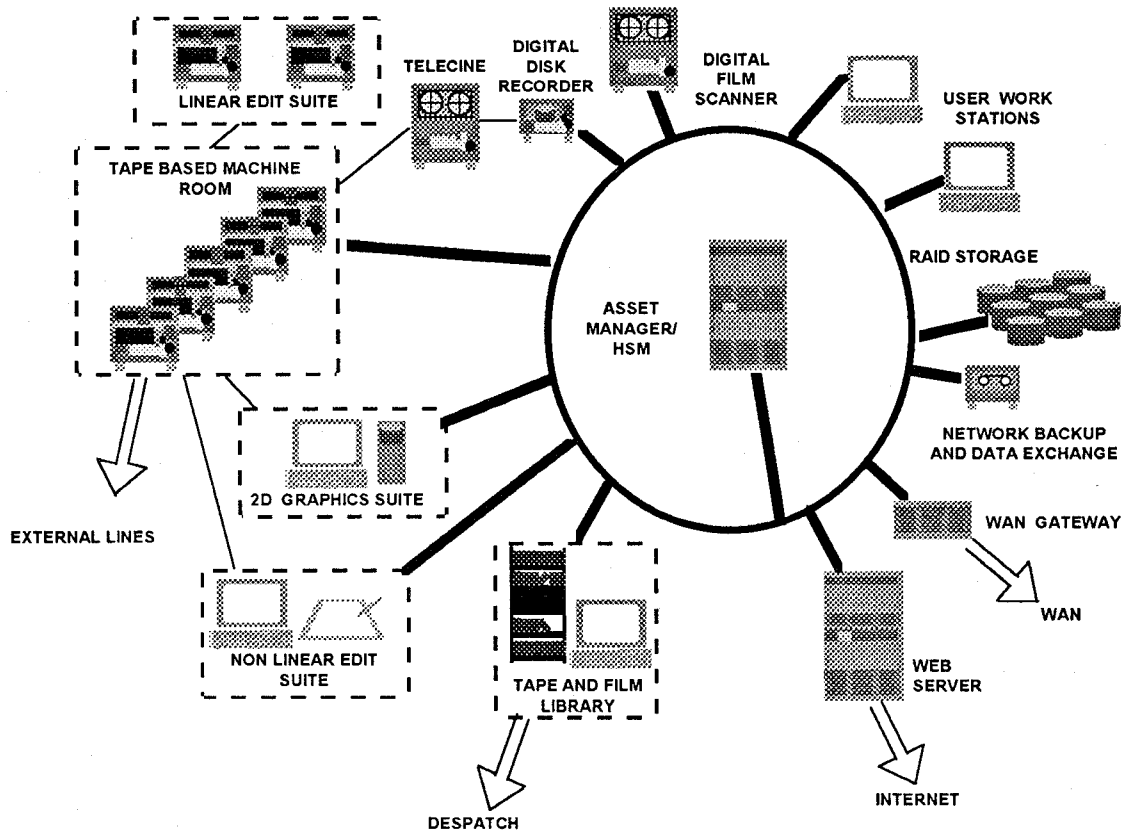 LINEAR EDIT SUITE
TELECINE
DIGITAL
DISK
RECORDER
DIGITAL
FILM
SCANNER
USER WORK
STATIONS
TAPE BASED MACHINE
ROOM
RAID STORAGE
ASSET
MANAGER/
HSM
NETWORK BACKUP
AND DATA EXCHANGE
2D GRAPHICS SUITE
EXTERNAL LINES
WAN GATEWAY
WAN
NON LINEAR EDIT
SUITE
TAPE AND FILM
LIBRARY
WEB
SERVER
INTERNET
DESPATCH